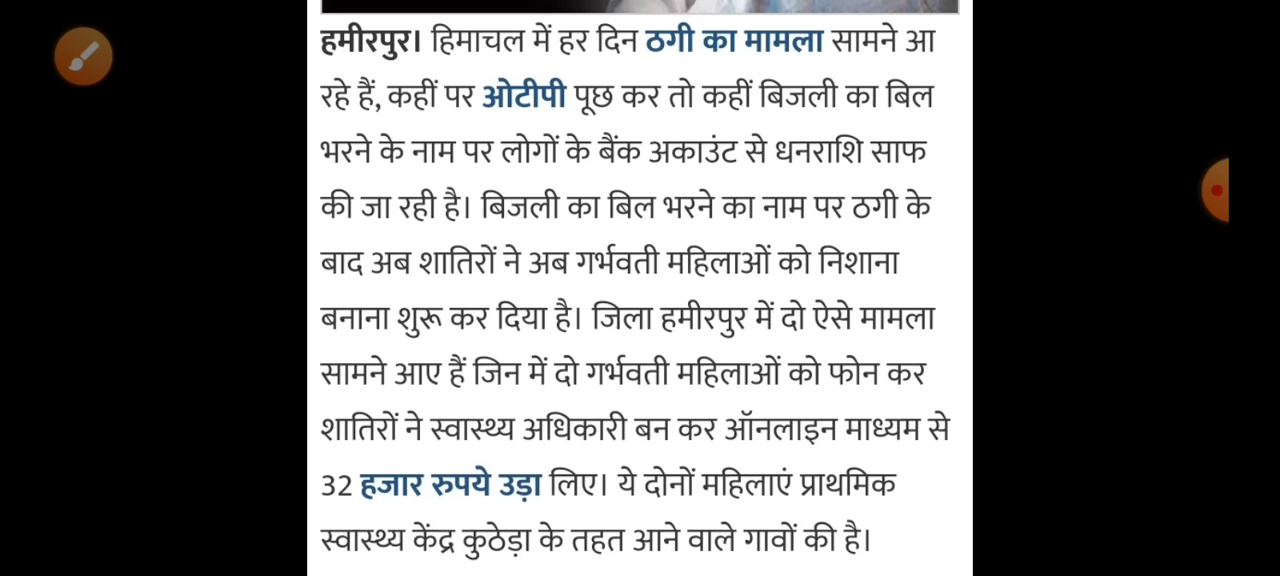 हमीरपुर। हिमाचल में हर दिन ठगी का मामला सामने आ
रहे हैं, कहीं पर ओटीपी पूछ कर तो कहीं बिजली का बिल
भरने के नाम पर लोगों के बैंक अकाउंट से धनराशि साफ
की जा रही है। बिजली का बिल भरने का नाम पर ठगी के
बाद अब शातिरों ने अब गर्भवती महिलाओं को निशाना
बनाना शुरू कर दिया है। जिला हमीरपुर में दो ऐसे मामला
सामने आए हैं जिन में दो गर्भवती महिलाओं को फोन कर
शातिरों ने स्वास्थ्य अधिकारी बन कर ऑनलाइन माध्यम से
32 हजार रुपये उड़ा लिए। ये दोनों महिलाएं प्राथमिक
स्वास्थ्य केंद्र कुठेड़ा के तहत आने वाले गावों की है।